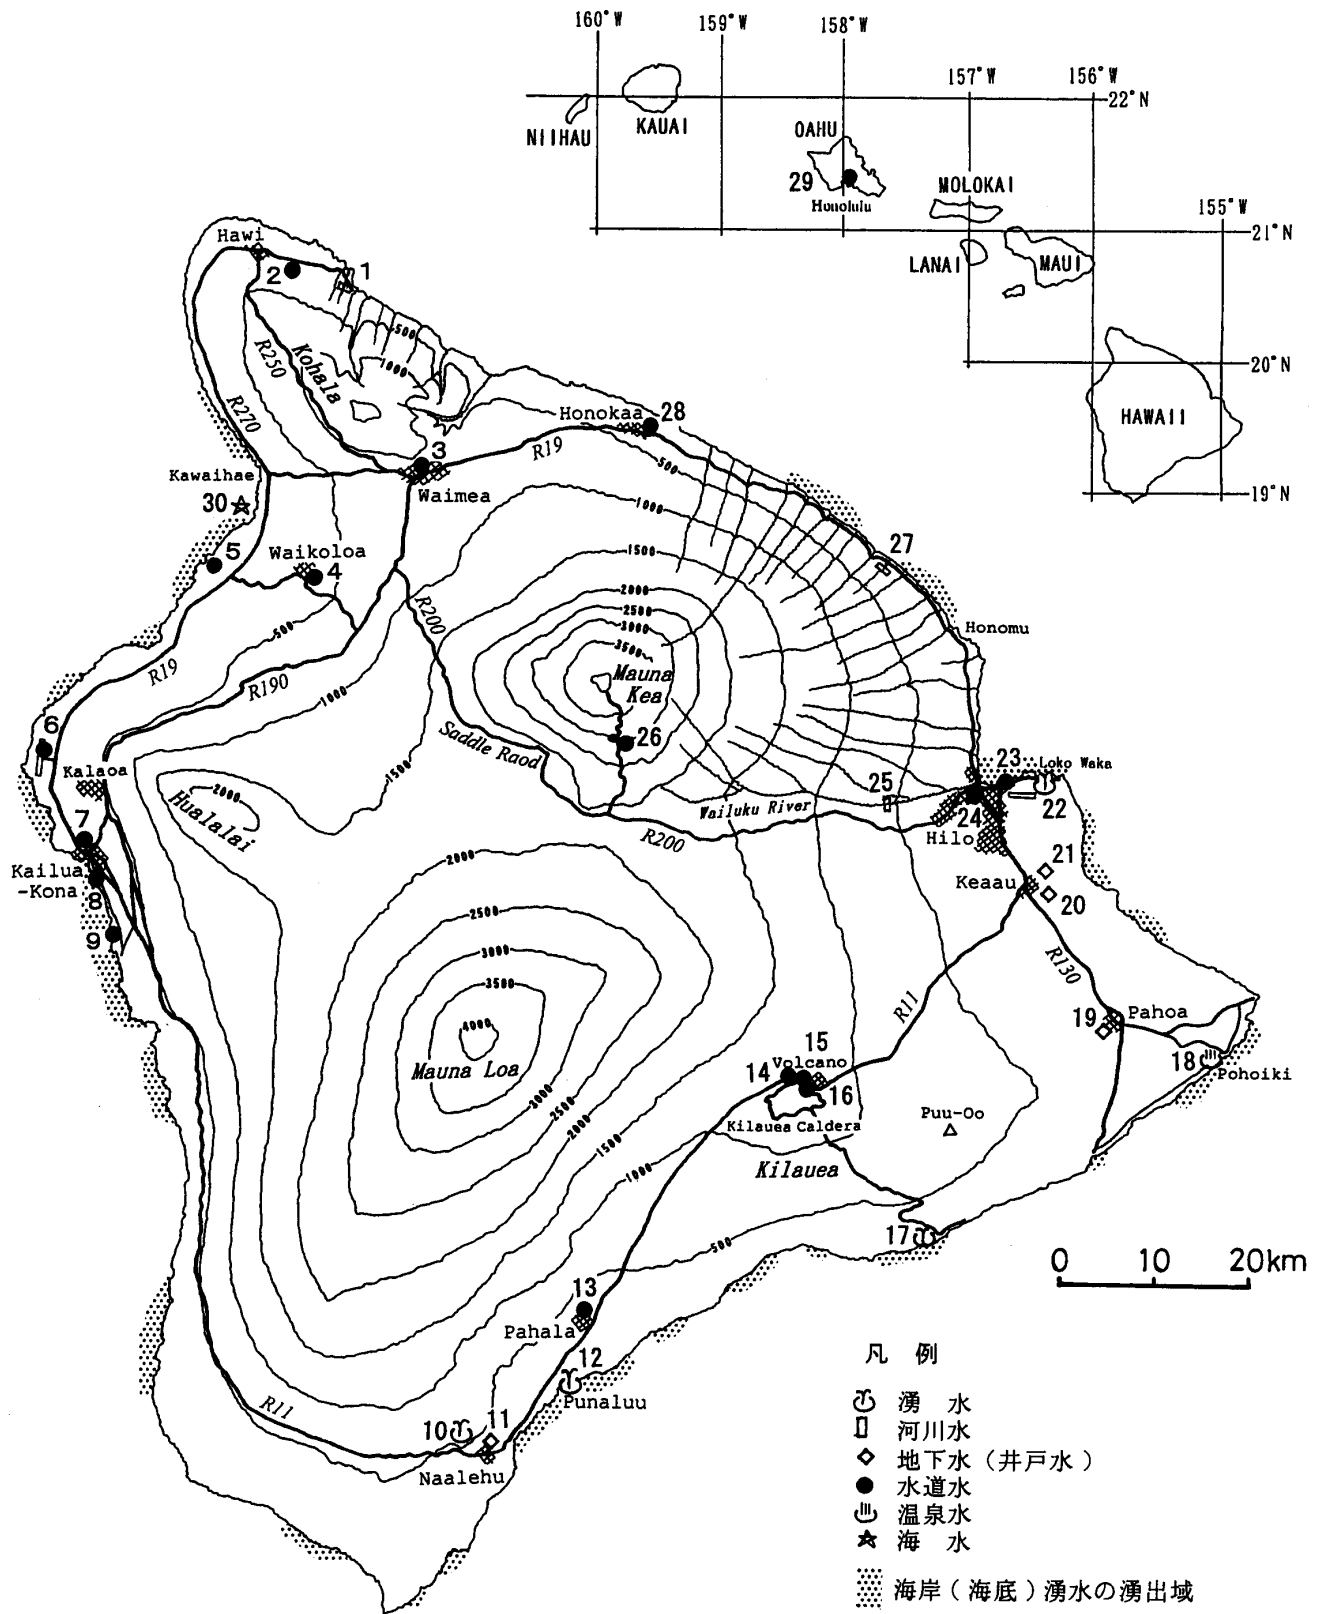 160°W
159°W
158°W
157°W
156°W
22°N
NIIHAU
KAUAI
OAHU
29
Honolulu
MOLOKAI
155°W
21°N
LANAI
MAUI
20°N
HAWAII
19°N
Hawi
2
1
500
1000
R250
Kohala
R270
Honokaa
28
3
R19
500
Kawaihae
Waimea
30
1000
5
Waikoloa
4
1500
27
R200
2000
2500
3000
3500
500
Honomu
Mauna
Kea
R19
R190
1000
6
Saddle Raod
26
Kalaoa
1500
23
Loko Waka
2000
Hualalai
25
Wailuku River
22
24
7
R200
Hilo
2000
21
Kailua
-Kona
Keaau
8
20
2500
9
3000
R130
3500
R11
4000
Pahoa
19
15
Mauna Loa
14
Volcano
18
Pohoiki
16
3000
2500
Puu-Oo
Kilauea Caldera
2000
1500
1000
Kilauea
17
500
0 10 20km
13
Pahala
12
Punaluu
R11
10
11
Naalehu
凡 例
湧 水
河川水
地下水（井戸水）
水道水
温泉水
海 水
海岸（海底）湧水の湧出域